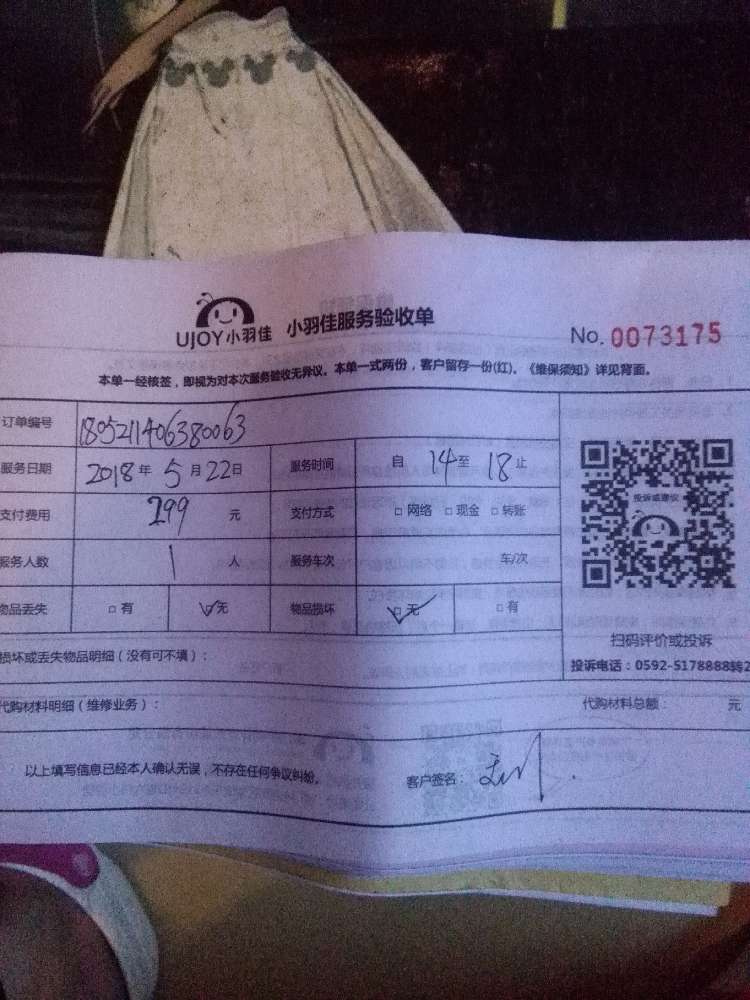 UJOY小羽佳 小羽佳服务验收单 No. 0073175
本单一经核签，即视为对本次服务验收无异议。本单一式两份，客户留存一份(红)。《维保须知》详见背面。
订单编号 1805211406380063
服务日期 2018年5月22日 服务时间 自14至18止
支付费用 299元 支付方式 □网络 □现金 □转账
服务人数 1人 服务车次 车/次
物品丢失 □有 ☑无 物品损坏 ☑无 □有
投诉或建议
扫码评价或投诉
损坏或丢失物品明细（没有可不填）：
投诉电话：0592-5178888转2
代购材料明细（维修业务）： 代购材料总额： 元
以上填写信息已经本人确认无误，不存在任何争议纠纷。 客户签名：